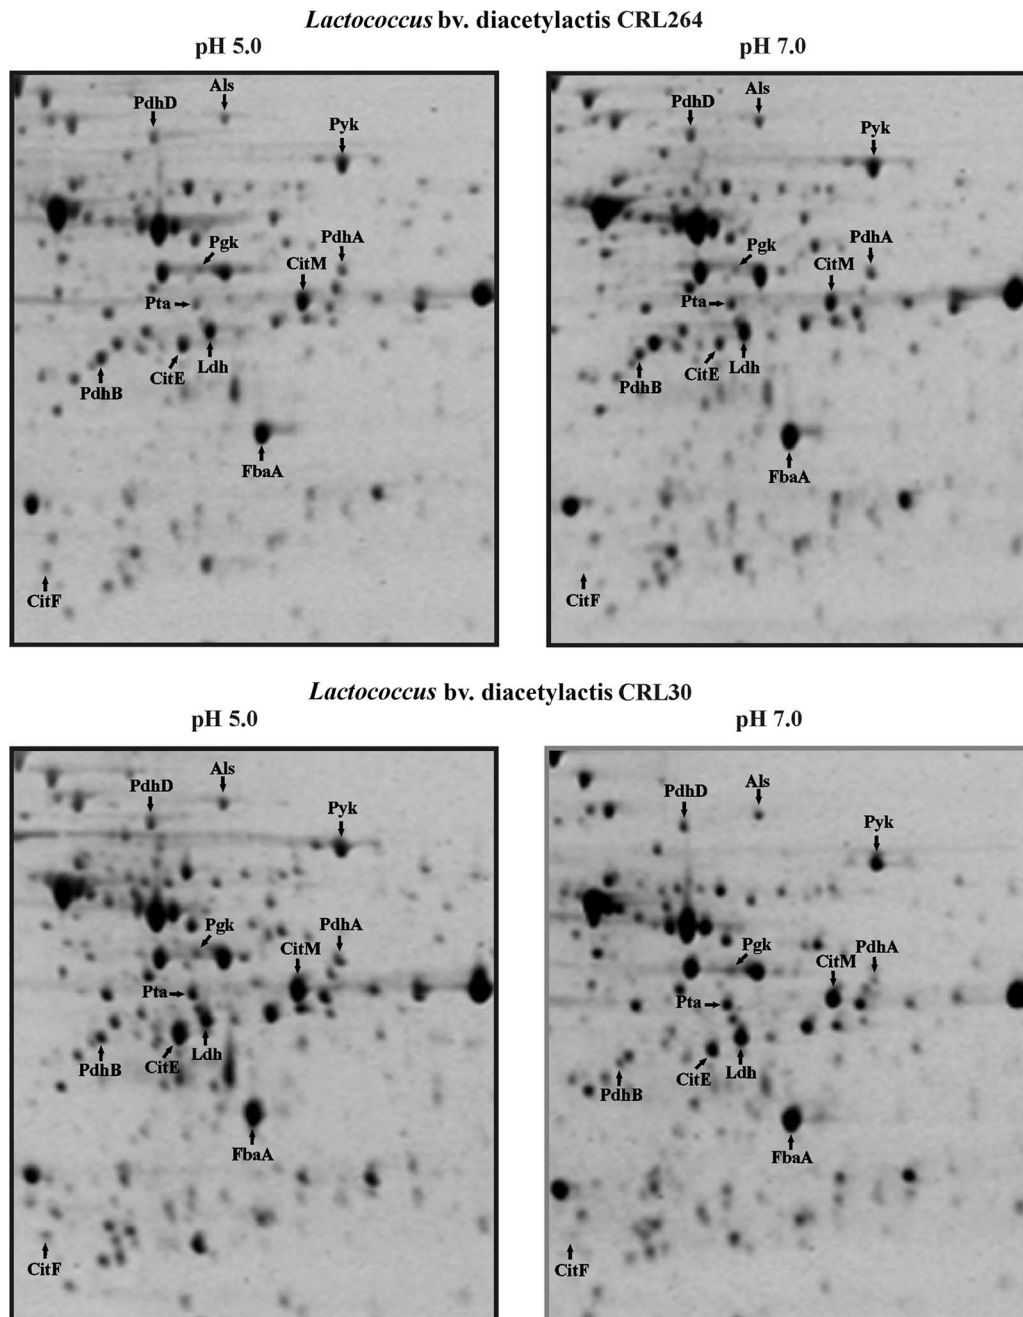 Lactococcus bv. diacetylactis CRL264
pH 5.0
pH 7.0
Als
PdhD
Pyk
PdhA
Pgk
CitM
Pta
Ldh
CitE
PdhB
FbaA
CitF
Als
PdhD
Pyk
PdhA
Pgk
CitM
Pta
Ldh
CitE
PdhB
FbaA
CitF
Lactococcus bv. diacetylactis CRL30
pH 5.0
pH 7.0
Als
PdhD
Pyk
PdhA
Pgk
CitM
Pta
Ldh
CitE
PdhB
FbaA
CitF
Als
PdhD
Pyk
PdhA
Pgk
CitM
Pta
Ldh
CitE
PdhB
FbaA
CitF